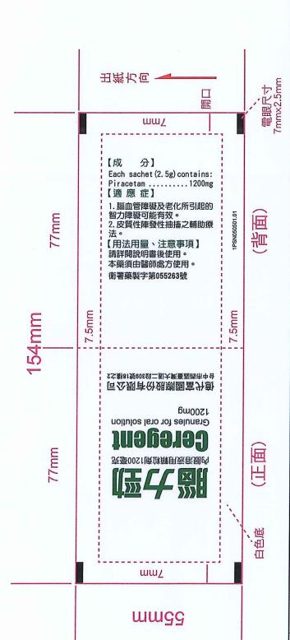 出紙方向
開口
電眼尺寸
7mmx2.5mm
7mm
【成　　分】
Each sachet (2.5g) contains:
Piracetam ..........1200mg
【適 應 症】
1. 腦血管障礙及老化所引起的
智力障礙可能有效。
2. 皮質性陣發性抽搐之輔助療
法。
【用法用量、注意事項】
請詳閱說明書後使用。
本藥須由醫師處方使用。
衛署藥製字第055263號
(背面)
77mm
7.5mm
7.5mm
154mm
億代富國際股份有限公司
1200mg
Granules for oral solution
Ceregent
內服溶液用顆粒劑1200毫克
腦力勁
77mm
(正面)
白色底
7mm
55mm